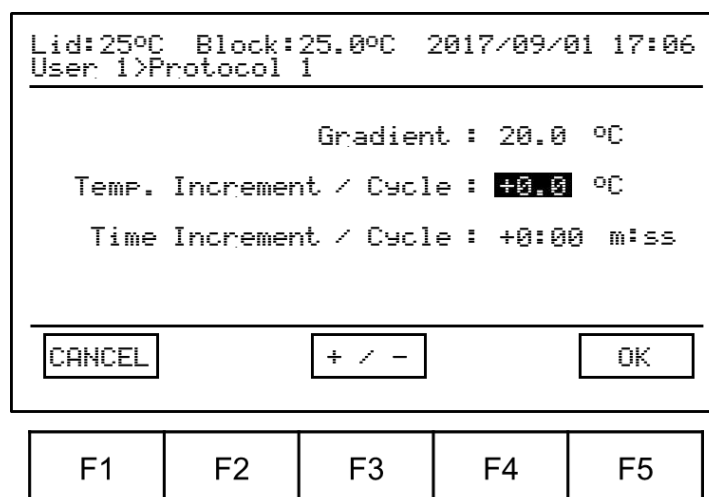 Lid:25ºC Block:25.0ºC 2017/09/01 17:06
User 1>Protocol 1
Gradient : 20.0 ºC
Temp. Increment / Cycle : +0.0 ºC
Time Increment / Cycle : +0:00 m:ss
CANCEL + / - OK
F1 F2 F3 F4 F5